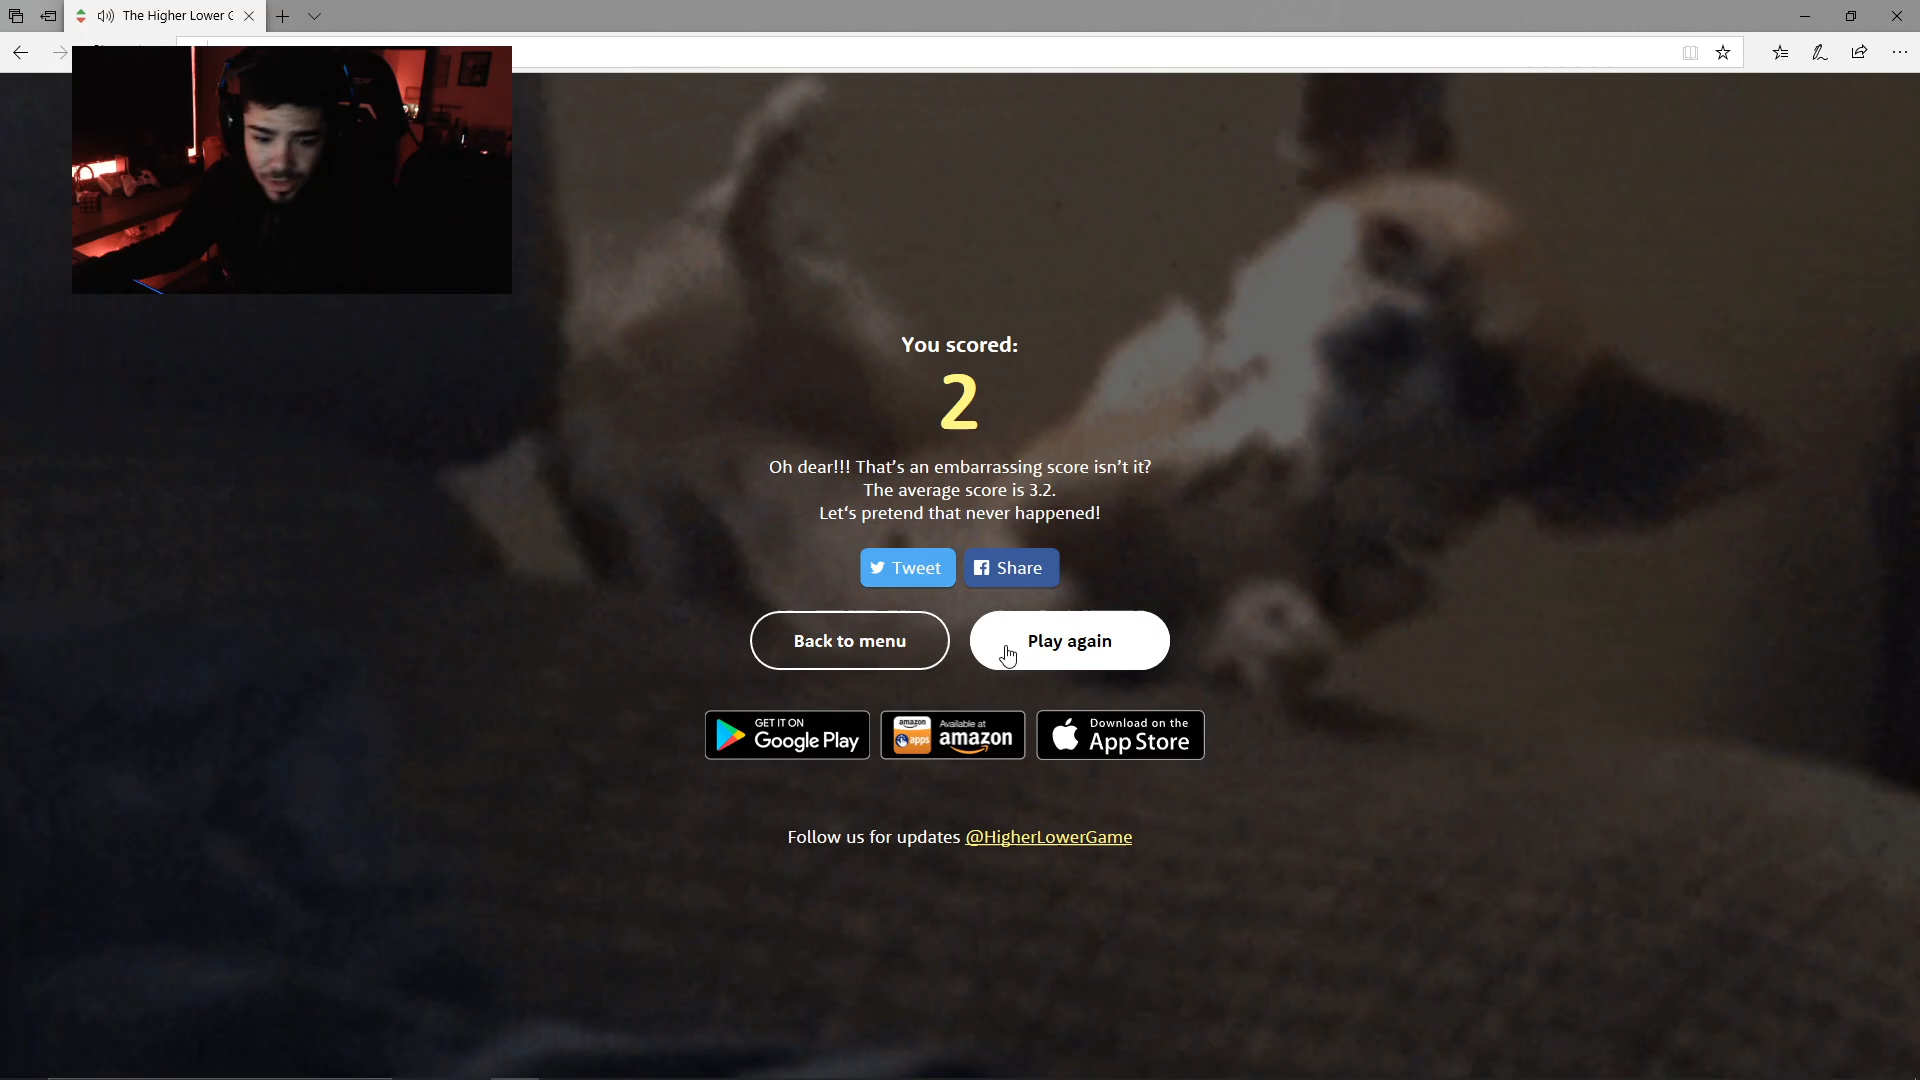 The Higher Lower G
You scored:
2
Oh dear!!! That's an embarrassing score isn't it?
The average score is 3.2.
Let's pretend that never happened!
Tweet Share
Back to menu Play again
GET IT ON
Google Play
amazon
apps
Available at
amazon
Download on the
App Store
Follow us for updates @HigherLowerGame